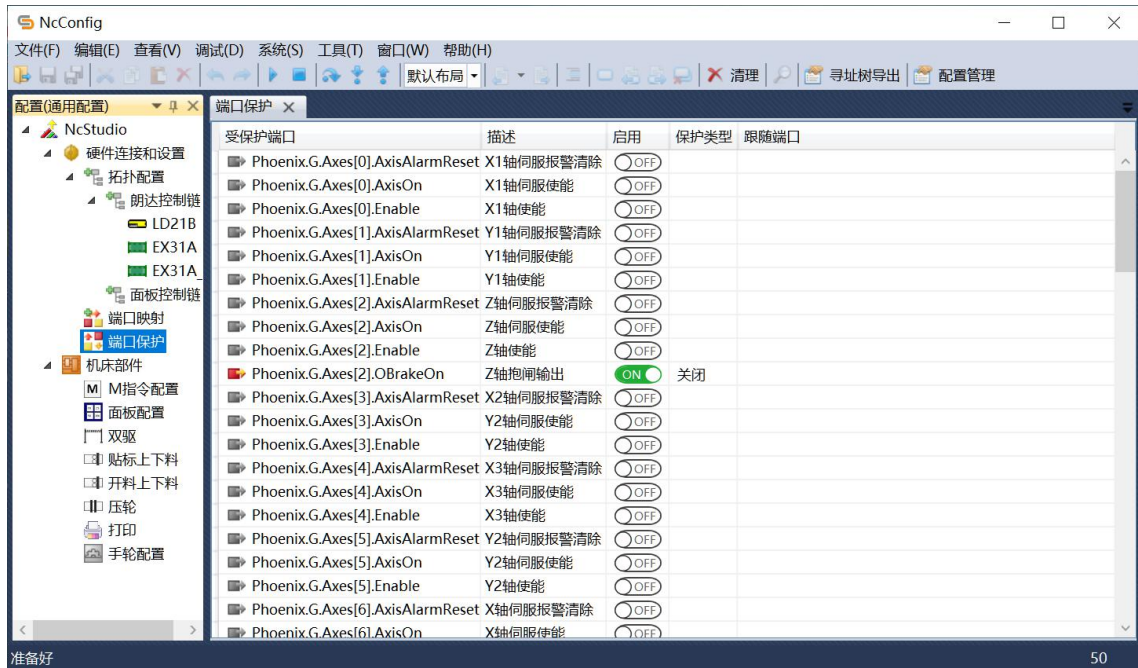 NcConfig
文件(F) 编辑(E) 查看(V) 调试(D) 系统(S) 工具(T) 窗口(W) 帮助(H)
默认布局 清理 寻址树导出 配置管理
配置(通用配置)
NcStudio
硬件连接和设置
拓扑配置
朗达控制链
LD21B
EX31A
EX31A_
面板控制链
端口映射
端口保护
机床部件
M M指令配置
面板配置
双驱
贴标上下料
开料上下料
压轮
打印
手轮配置
端口保护
受保护端口 描述 启用 保护类型 跟随端口
Phoenix.G.Axes[0].AxisAlarmReset X1轴伺服报警清除 OFF
Phoenix.G.Axes[0].AxisOn X1轴伺服使能 OFF
Phoenix.G.Axes[0].Enable X1轴使能 OFF
Phoenix.G.Axes[1].AxisAlarmReset Y1轴伺服报警清除 OFF
Phoenix.G.Axes[1].AxisOn Y1轴伺服使能 OFF
Phoenix.G.Axes[1].Enable Y1轴使能 OFF
Phoenix.G.Axes[2].AxisAlarmReset Z轴伺服报警清除 OFF
Phoenix.G.Axes[2].AxisOn Z轴伺服使能 OFF
Phoenix.G.Axes[2].Enable Z轴使能 OFF
Phoenix.G.Axes[2].OBrakeOn Z轴抱闸输出 ON 关闭
Phoenix.G.Axes[3].AxisAlarmReset X2轴伺服报警清除 OFF
Phoenix.G.Axes[3].AxisOn Y2轴伺服使能 OFF
Phoenix.G.Axes[3].Enable Y2轴使能 OFF
Phoenix.G.Axes[4].AxisAlarmReset X3轴伺服报警清除 OFF
Phoenix.G.Axes[4].AxisOn X3轴伺服使能 OFF
Phoenix.G.Axes[4].Enable X3轴使能 OFF
Phoenix.G.Axes[5].AxisAlarmReset Y2轴伺服报警清除 OFF
Phoenix.G.Axes[5].AxisOn Y2轴伺服使能 OFF
Phoenix.G.Axes[5].Enable Y2轴使能 OFF
Phoenix.G.Axes[6].AxisAlarmReset X轴伺服报警清除 OFF
Phoenix.G.Axes[6].AxisOn X轴伺服使能 OFF
准备好 50